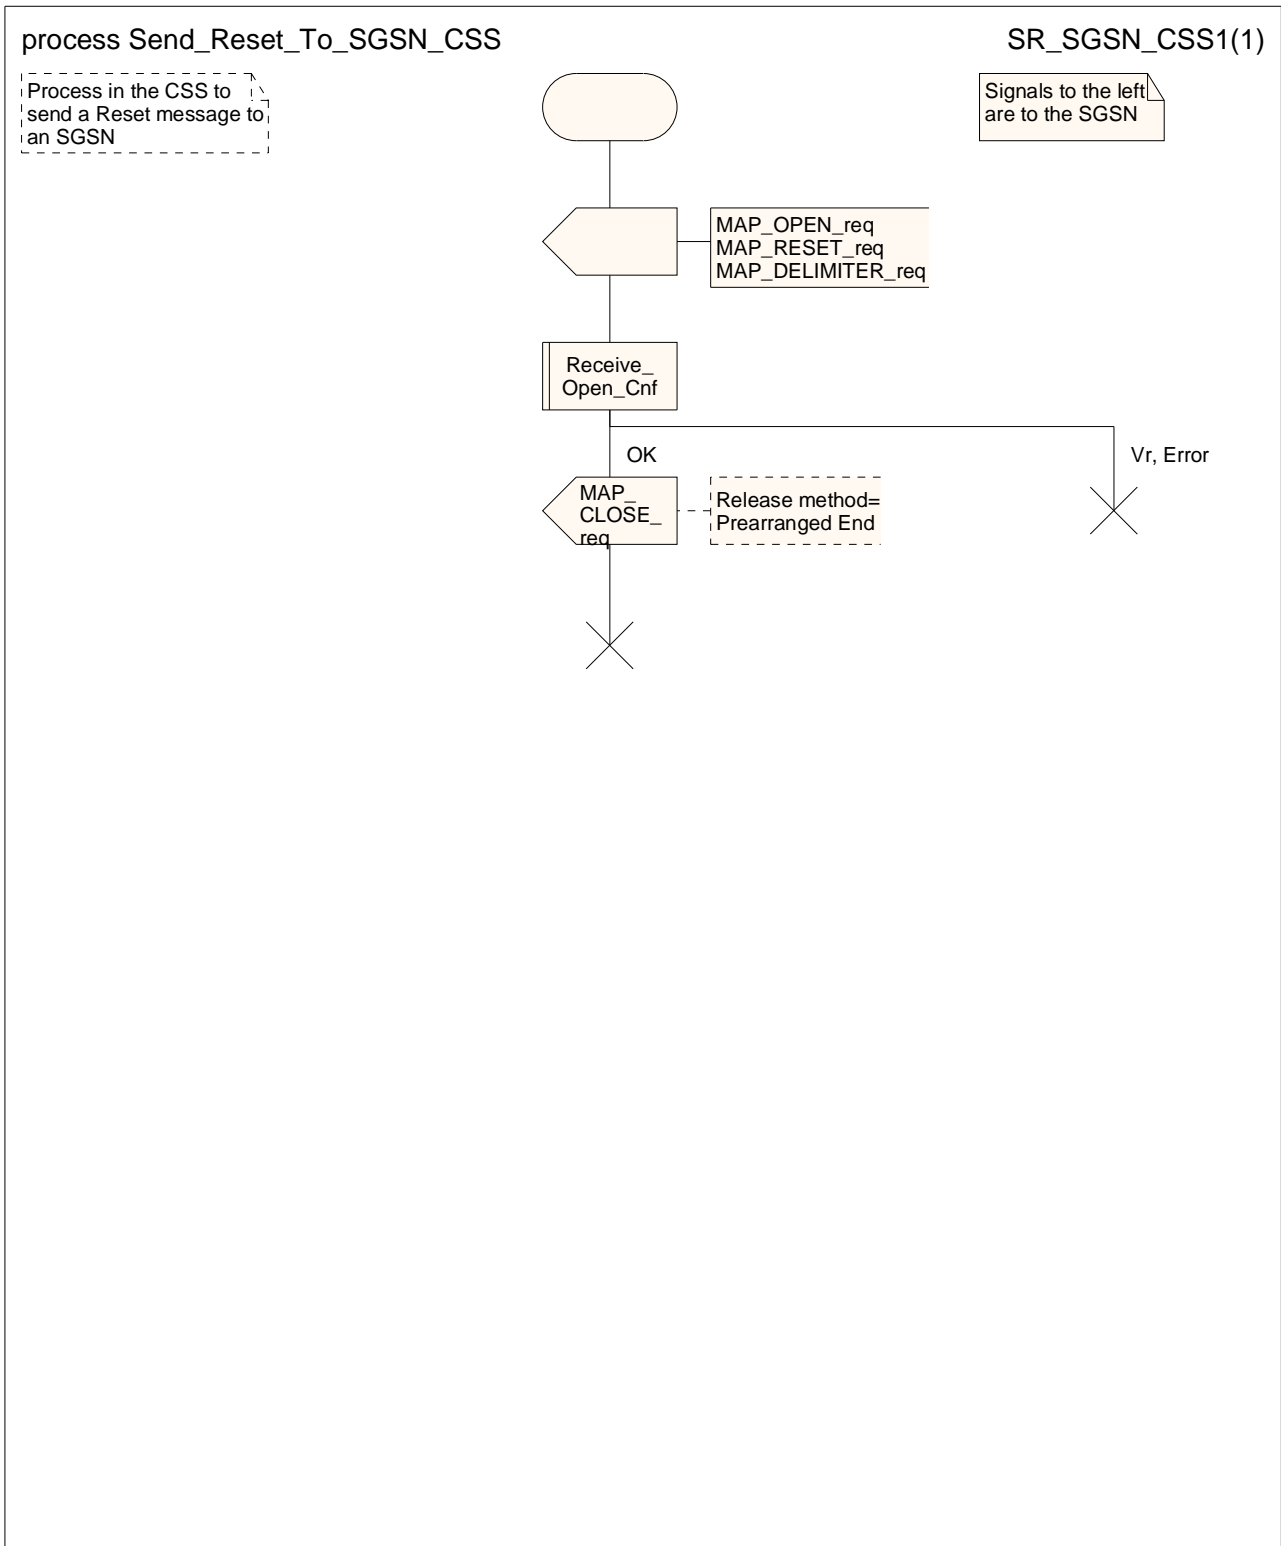 process Send_Reset_To_SGSN_CSS
SR_SGSN_CSS1(1)
Process in the CSS to
send a Reset message to
an SGSN
Signals to the left
are to the SGSN
MAP_OPEN_req
MAP_RESET_req
MAP_DELIMITER_req
Receive_
Open_Cnf
OK
Vr, Error
MAP_
CLOSE_
req
Release method=
Prearranged End